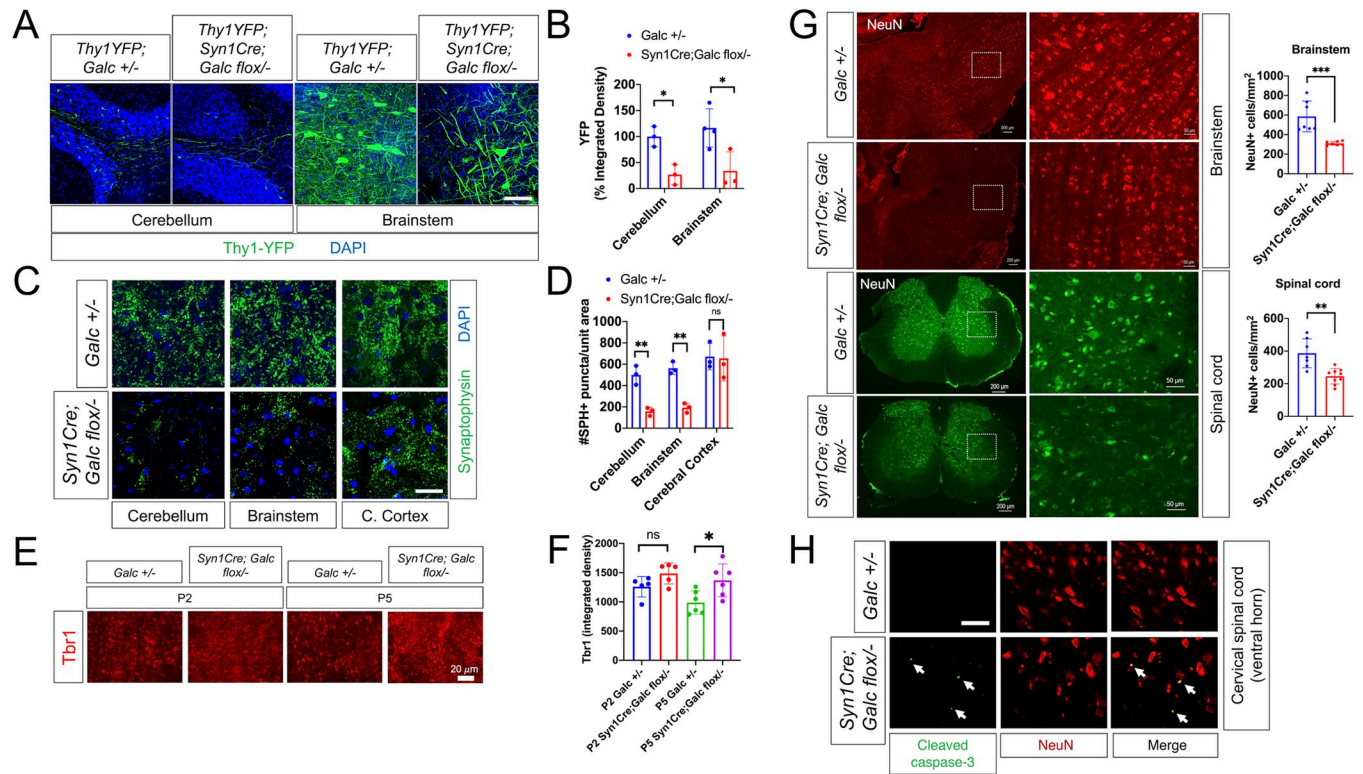 A
Thy1YFP;
Galc +/-
Thy1YFP;
Syn1Cre;
Galc flox/-
Thy1YFP;
Galc +/-
Thy1YFP;
Syn1Cre;
Galc flox/-
Cerebellum
Brainstem
Thy1-YFP DAPI
B
Galc +/-
Syn1Cre;Galc flox/-
YFP
(% Integrated Density)
200
150
100
50
0
*
*
Cerebellum
Brainstem
C
Galc +/-
Syn1Cre;
Galc flox/-
Synaptophysin DAPI
Cerebellum
Brainstem
C. Cortex
D
Galc +/-
Syn1Cre;Galc flox/-
#SPH+ puncta/unit area
1000
800
600
400
200
0
**
**
ns
Cerebellum
Brainstem
Cerebral Cortex
E
Galc +/-
Syn1Cre; Galc
flox/-
Galc +/-
Syn1Cre; Galc
flox/-
P2
P5
Tbr1
20 μm
F
Tbr1 (integrated density)
2000
1500
1000
500
0
ns
*
P2 Galc +/-
P2 Syn1Cre;Galc flox/-
P5 Galc +/-
P5 Syn1Cre;Galc flox/-
G
NeuN
Galc +/-
200 μm
50 μm
Syn1Cre; Galc
flox/-
200 μm
50 μm
Brainstem
NeuN
Galc +/-
200 μm
50 μm
Syn1Cre; Galc
flox/-
200 μm
50 μm
Spinal cord
Brainstem
NeuN+ cells/mm2
1000
800
600
400
200
0
***
Galc +/-
Syn1Cre;Galc flox/-
Spinal cord
NeuN+ cells/mm2
600
400
200
0
**
Galc +/-
Syn1Cre;Galc flox/-
H
Galc +/-
Syn1Cre;
Galc flox/-
Cleaved
caspase-3
NeuN
Merge
Cervical spinal cord
(ventral horn)